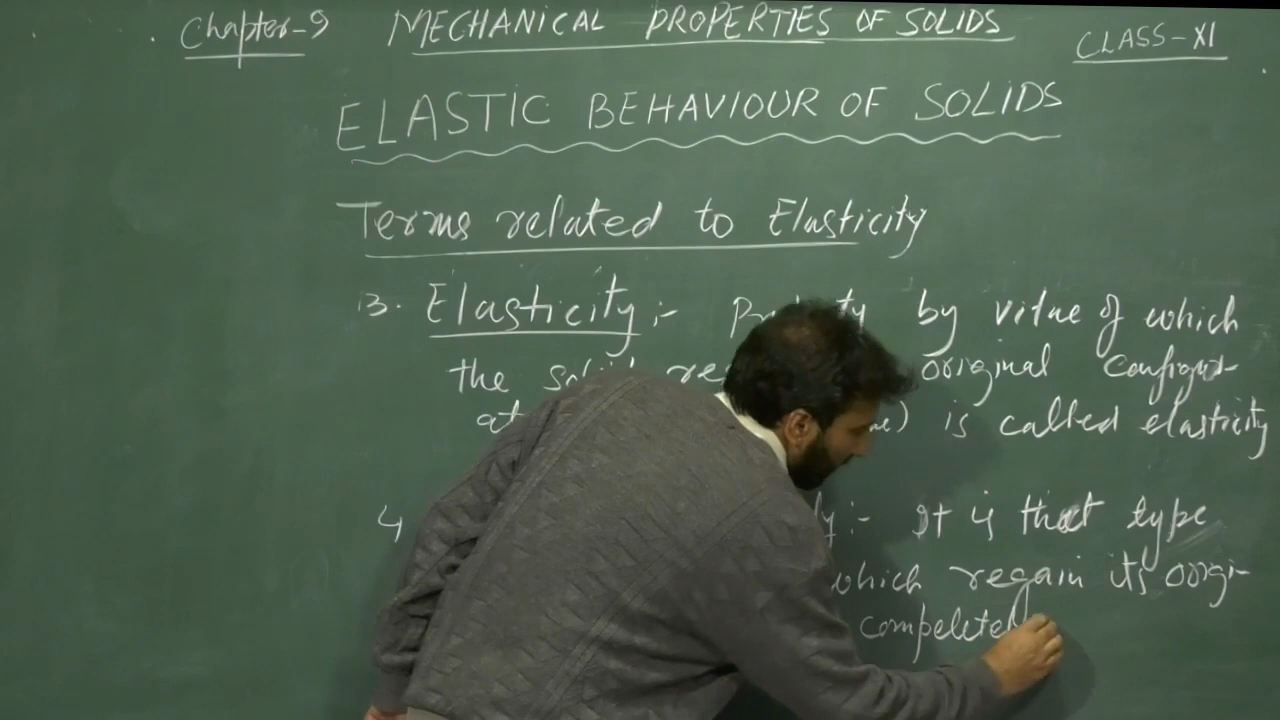 Chapter-9 MECHANICAL PROPERTIES OF SOLIDS CLASS-XI
ELASTIC BEHAVIOUR OF SOLIDS
Terms related to Elasticity
3. Elasticity :- by vitue of which
the original configur-
is called elasticity
4 :- It is that type
which regain its origi-
compeletely